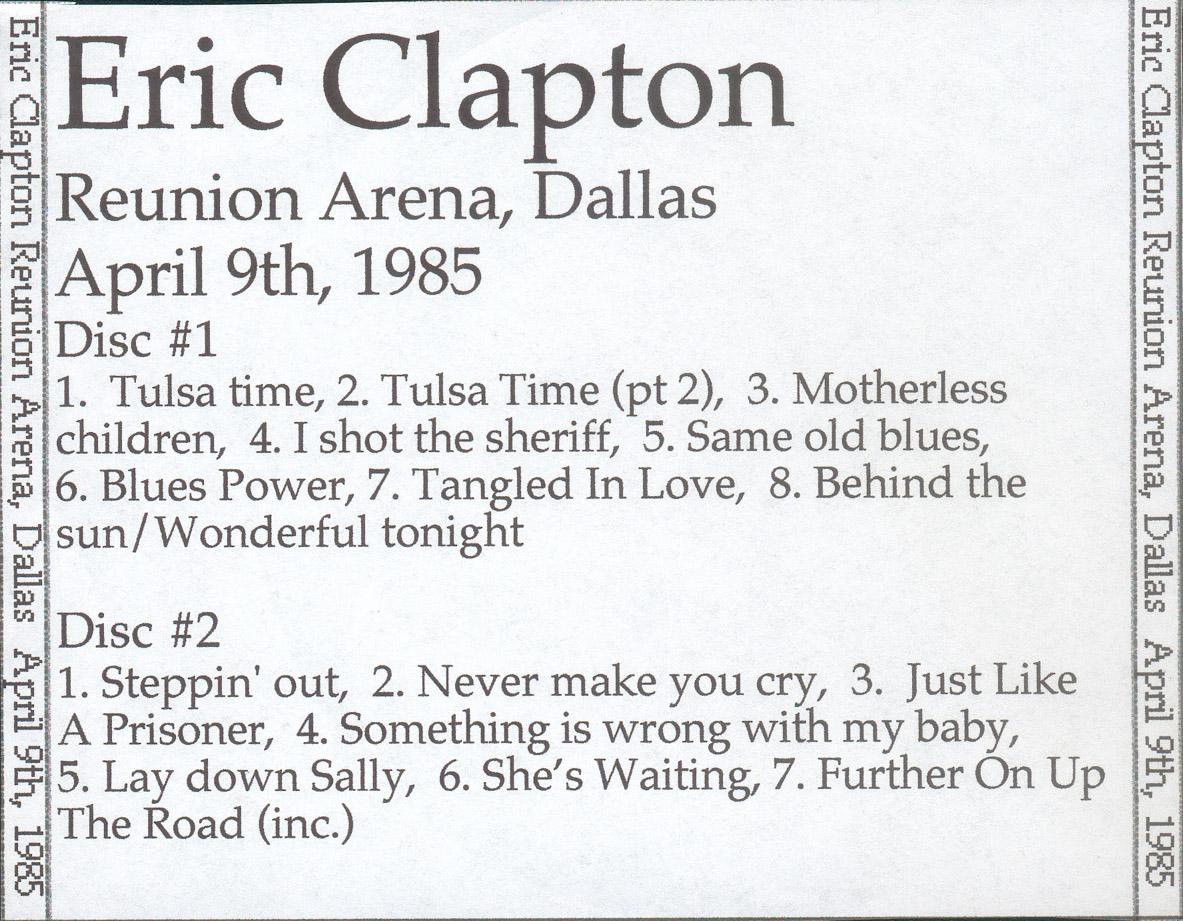 Eric Clapton Reunion Arena, Dallas  April 9th, 1985
Eric Clapton
Reunion Arena, Dallas
April 9th, 1985
Disc #1
1.  Tulsa time, 2. Tulsa Time (pt 2),  3. Motherless
children,  4. I shot the sheriff,  5. Same old blues,
6. Blues Power, 7. Tangled In Love,  8. Behind the
sun/Wonderful tonight
Disc #2
1. Steppin' out,  2. Never make you cry,  3.  Just Like
A Prisoner,  4. Something is wrong with my baby,
5. Lay down Sally,  6. She's Waiting, 7. Further On Up
The Road (inc.)
Eric Clapton Reunion Arena, Dallas  April 9th, 1985